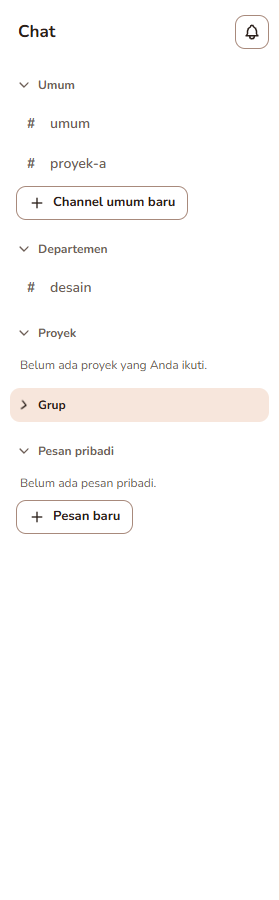 Chat
Umum
# umum
# proyek-a
+ Channel umum baru
Departemen
# desain
Proyek
Belum ada proyek yang Anda ikuti.
Grup
Pesan pribadi
Belum ada pesan pribadi.
+ Pesan baru